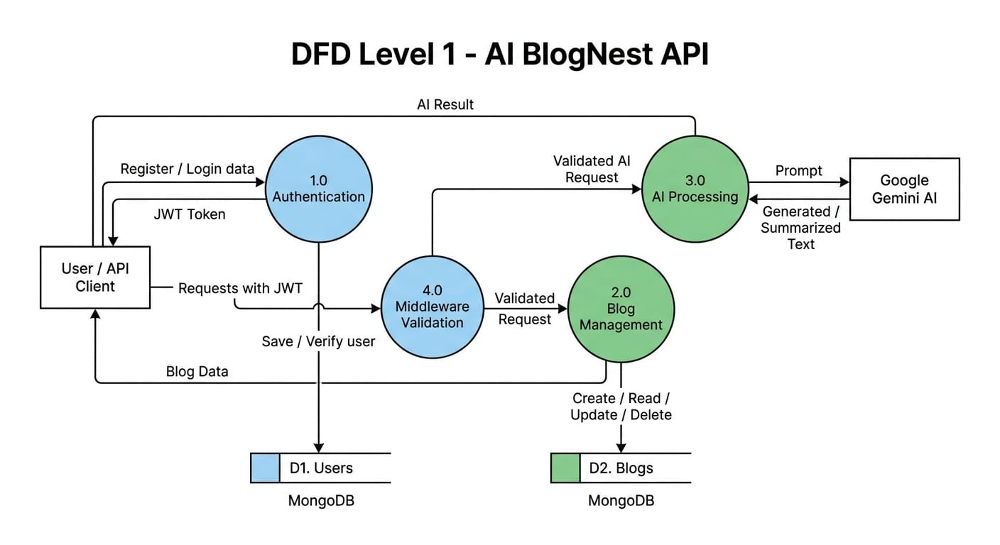 DFD Level 1 - AI BlogNest API
AI Result
Register / Login data
JWT Token
1.0
Authentication
Validated AI
Request
3.0
AI Processing
Prompt
Generated /
Summarized
Text
Google
Gemini AI
User / API
Client
Requests with JWT
4.0
Middleware
Validation
Validated
Request
2.0
Blog
Management
Save / Verify user
Blog Data
Create / Read /
Update / Delete
D1. Users
MongoDB
D2. Blogs
MongoDB